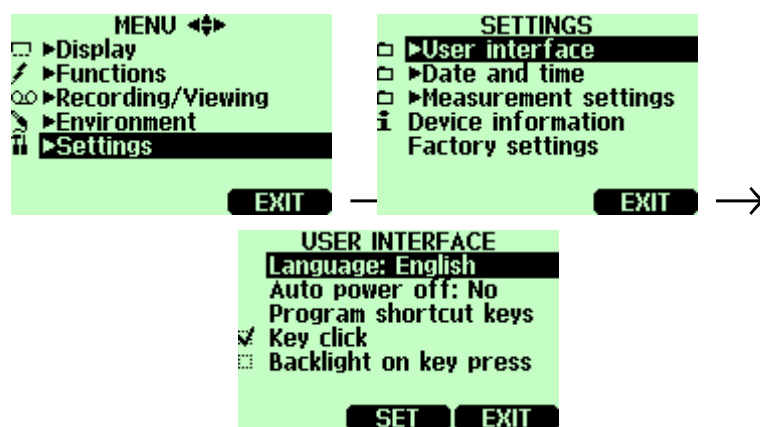 MENU
Display
Functions
Recording/Viewing
Environment
Settings
EXIT
SETTINGS
User interface
Date and time
Measurement settings
Device information
Factory settings
EXIT
USER INTERFACE
Language: English
Auto power off: No
Program shortcut keys
Key click
Backlight on key press
SET EXIT